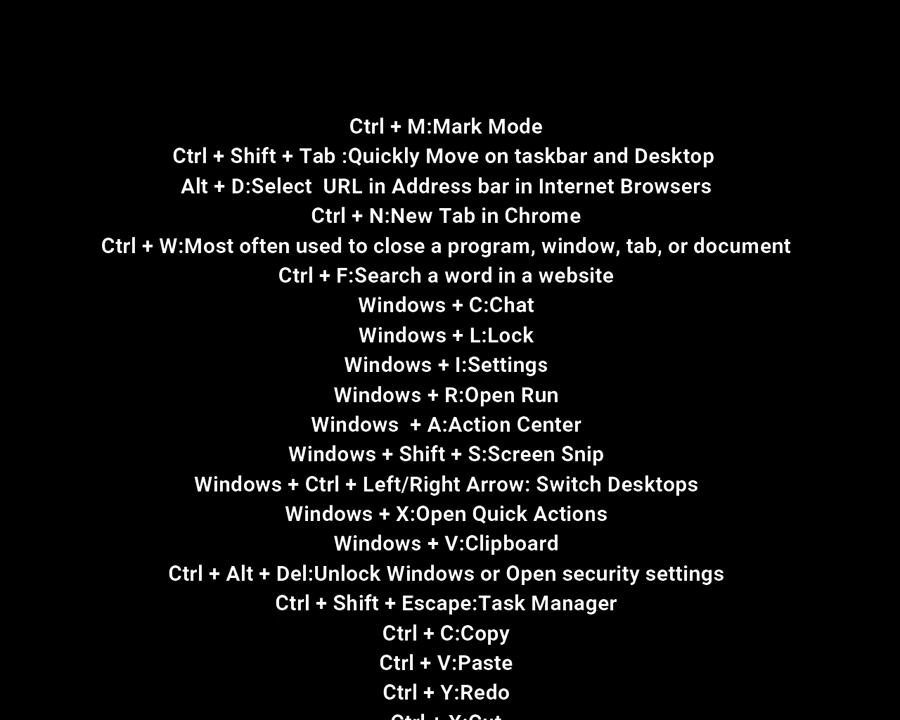 Ctrl + M:Mark Mode
Ctrl + Shift + Tab :Quickly Move on taskbar and Desktop
Alt + D:Select  URL in Address bar in Internet Browsers
Ctrl + N:New Tab in Chrome
Ctrl + W:Most often used to close a program, window, tab, or document
Ctrl + F:Search a word in a website
Windows + C:Chat
Windows + L:Lock
Windows + I:Settings
Windows + R:Open Run
Windows  + A:Action Center
Windows + Shift + S:Screen Snip
Windows + Ctrl + Left/Right Arrow: Switch Desktops
Windows + X:Open Quick Actions
Windows + V:Clipboard
Ctrl + Alt + Del:Unlock Windows or Open security settings
Ctrl + Shift + Escape:Task Manager
Ctrl + C:Copy
Ctrl + V:Paste
Ctrl + Y:Redo
Ctrl + X:Cut